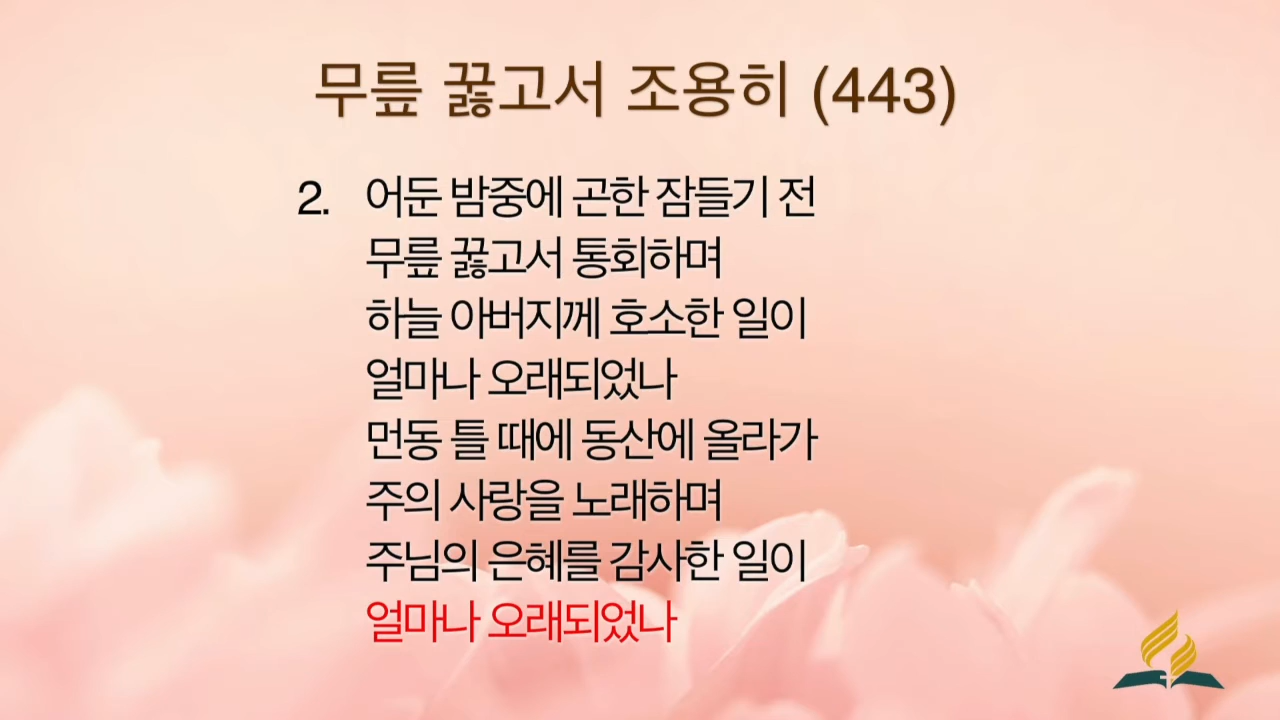 무릎 꿇고서 조용히 (443)
2. 어둔 밤중에 곤한 잠들기 전
무릎 꿇고서 통회하며
하늘 아버지께 호소한 일이
얼마나 오래되었나
먼동 틀 때에 동산에 올라가
주의 사랑을 노래하며
주님의 은혜를 감사한 일이
얼마나 오래되었나